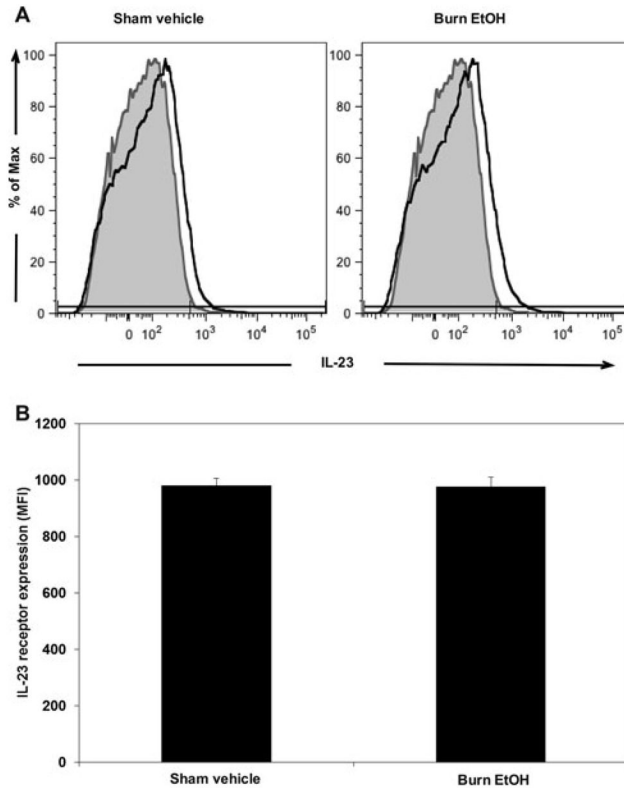 A
Sham vehicle
Burn EtOH
% of Max
100
80
60
40
20
0
0 10² 10³ 10⁴ 10⁵
100
80
60
40
20
0
0 10² 10³ 10⁴ 10⁵
IL-23
B
IL-23 receptor expression (MFI)
1200
1000
800
600
400
200
0
Sham vehicle
Burn EtOH